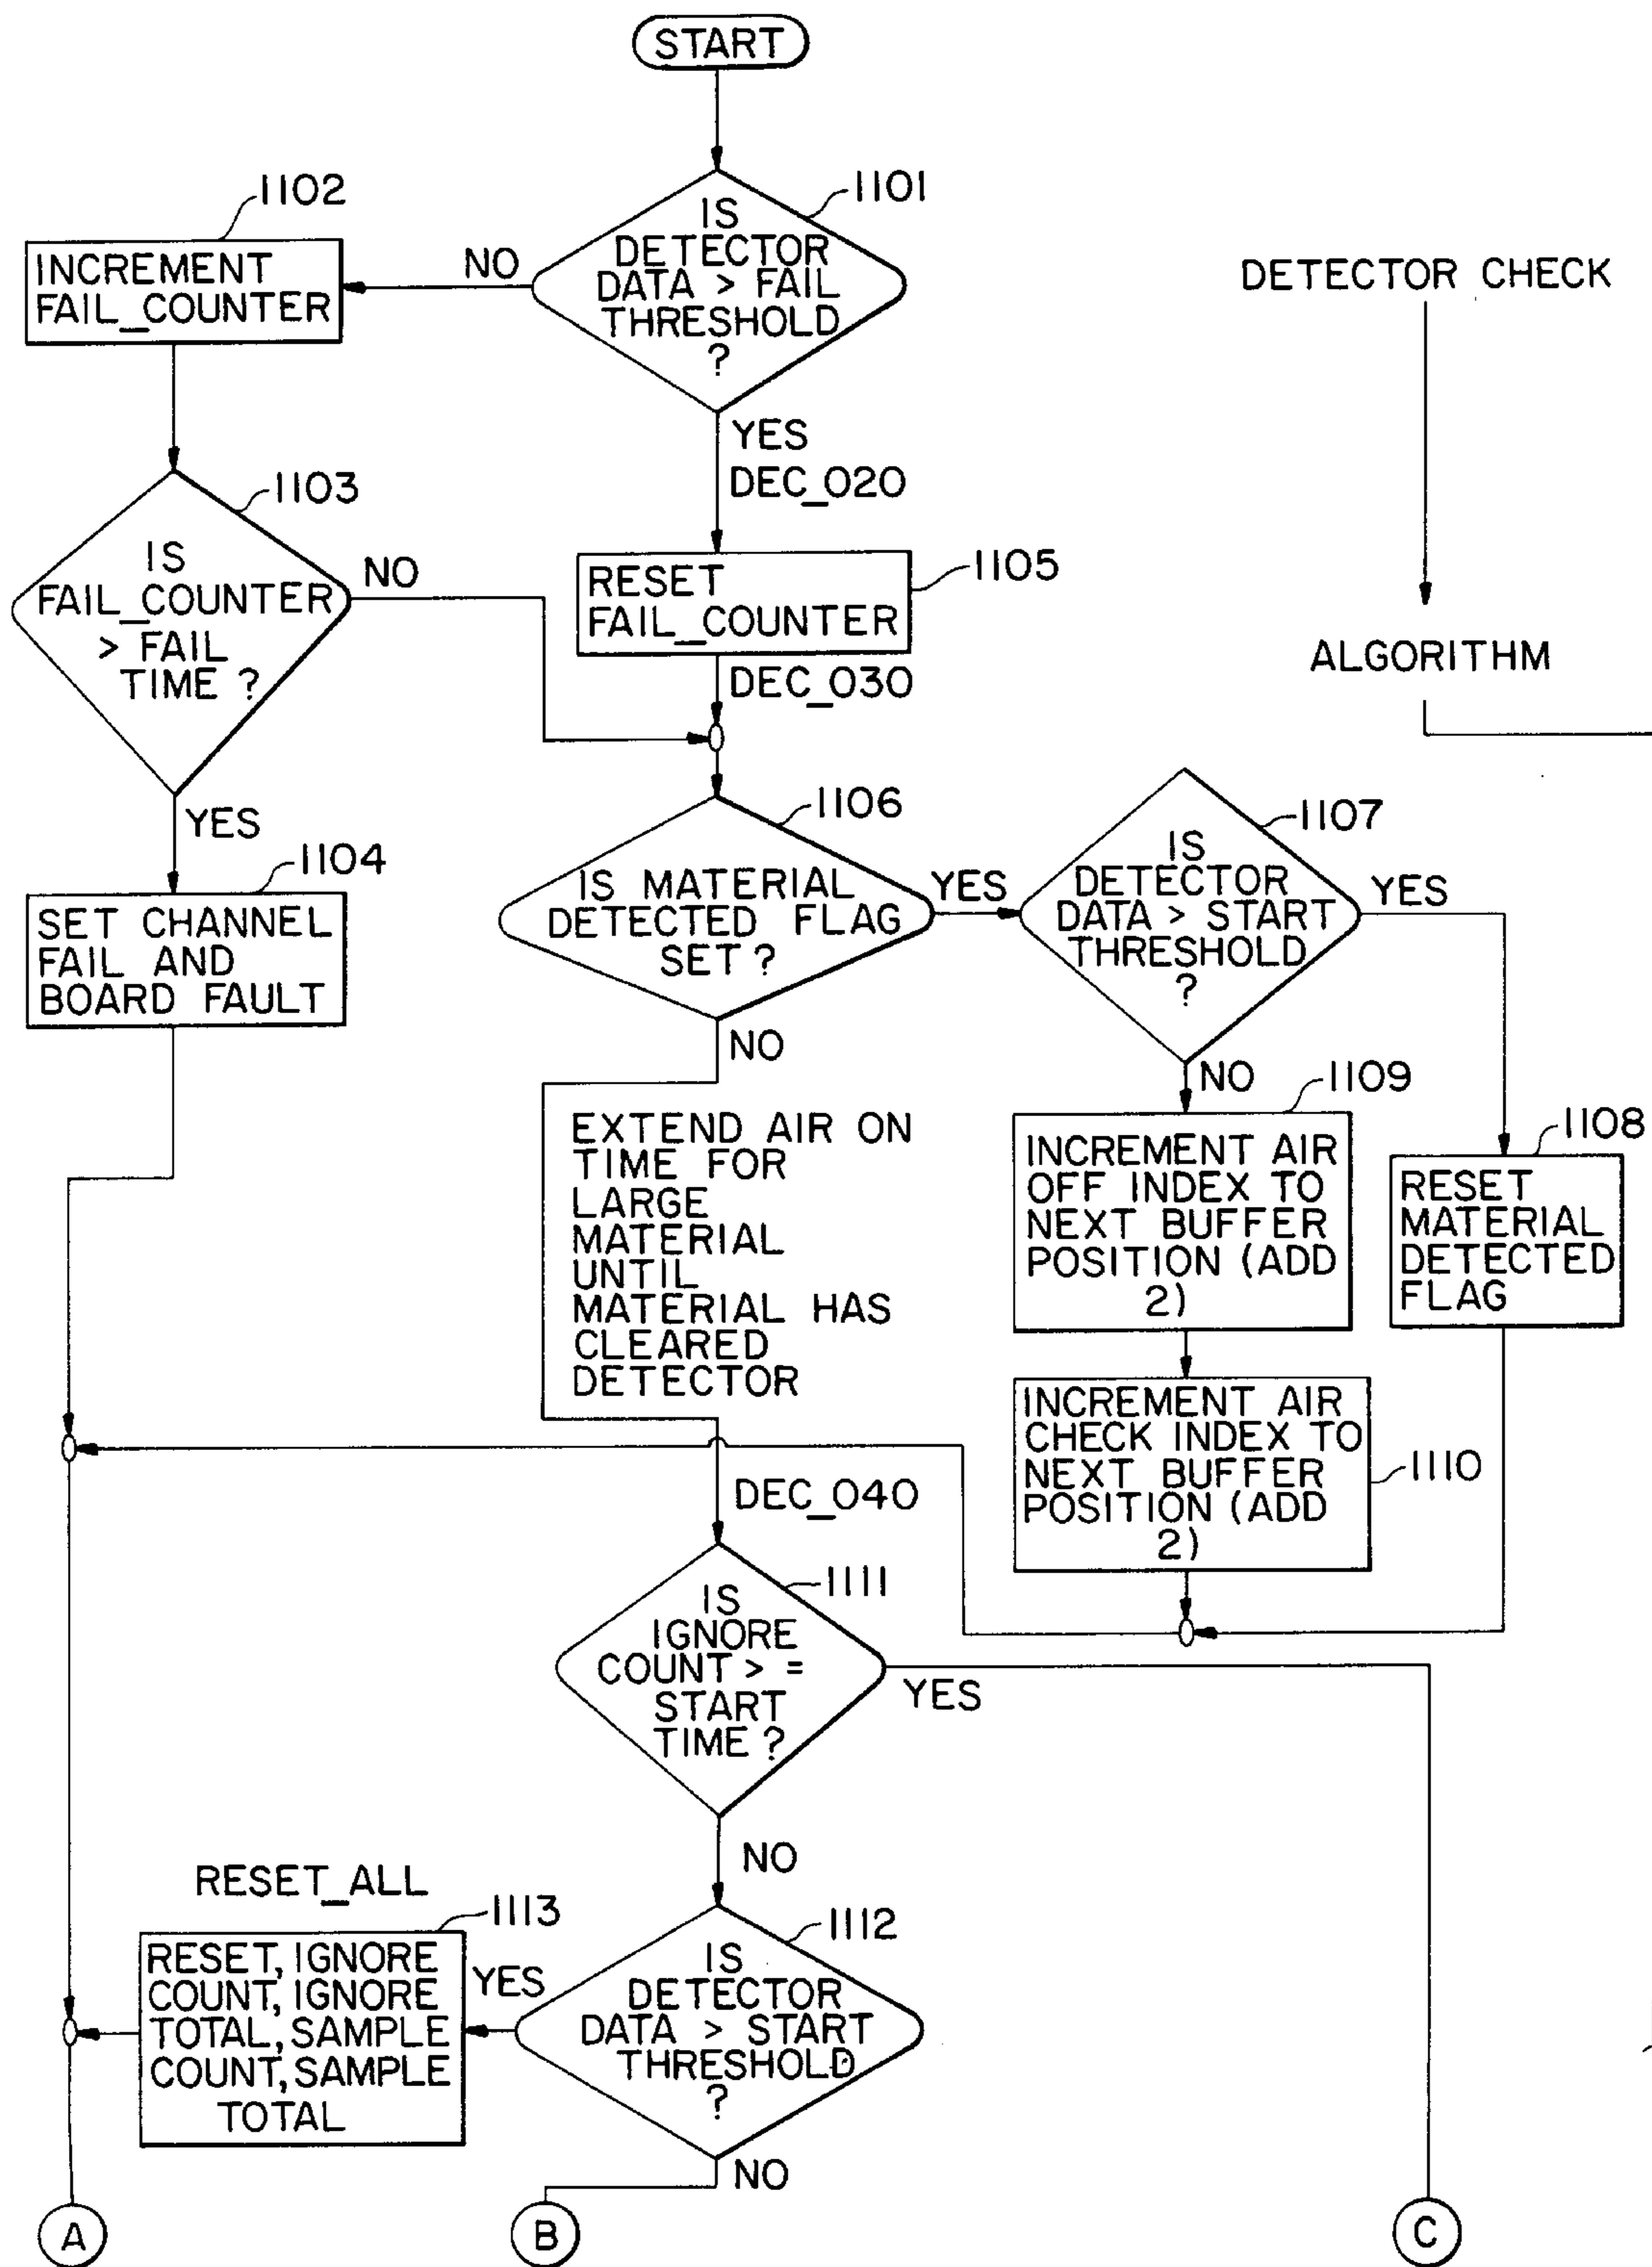 START
1101
IS
DETECTOR
DATA > FAIL
THRESHOLD
?
NO
1102
INCREMENT
FAIL_COUNTER
YES
DEC_020
1103
IS
FAIL_COUNTER
> FAIL
TIME ?
NO
1105
RESET
FAIL_COUNTER
DEC_030
YES
1104
SET CHANNEL
FAIL AND
BOARD FAULT
DETECTOR CHECK
ALGORITHM
1106
IS MATERIAL
DETECTED FLAG
SET ?
YES
1107
IS
DETECTOR
DATA > START
THRESHOLD
?
YES
NO
NO
1109
INCREMENT AIR
OFF INDEX TO
NEXT BUFFER
POSITION (ADD
2)
1108
RESET
MATERIAL
DETECTED
FLAG
EXTEND AIR ON
TIME FOR
LARGE
MATERIAL
UNTIL
MATERIAL HAS
CLEARED
DETECTOR
INCREMENT AIR
CHECK INDEX TO
NEXT BUFFER
POSITION (ADD
2)
1110
DEC_040
1111
IS
IGNORE
COUNT > =
START
TIME ?
YES
NO
RESET_ALL
1113
RESET, IGNORE
COUNT, IGNORE
TOTAL, SAMPLE
COUNT, SAMPLE
TOTAL
YES
1112
IS
DETECTOR
DATA > START
THRESHOLD
?
NO
A
B
C